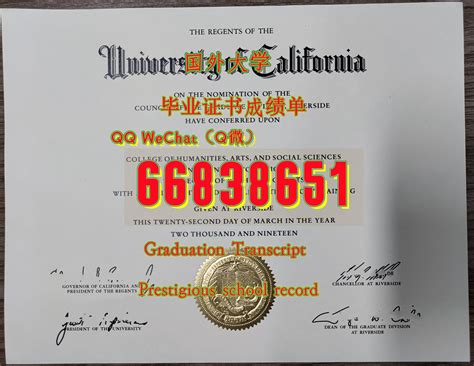 THE REGENTS OF THE
University of California
国外大学
ON THE NOMINATION OF THE
毕业证书成绩单
HAVE CONFERRED UPON
QQ WeChat（Q微）
COLLEGE OF HUMANITIES, ARTS, AND SOCIAL SCIENCES
66838651
GIVEN AT RIVERSIDE
THIS TWENTY-SECOND DAY OF MARCH IN THE YEAR
TWO THOUSAND AND NINETEEN
Graduation Transcript
GOVERNOR OF CALIFORNIA AND
PRESIDENT OF THE REGENTS
CHANCELLOR AT RIVERSIDE
Prestigious school record
PRESIDENT OF THE UNIVERSITY
DEAN OF THE GRADUATE DIVISION
AT RIVERSIDE